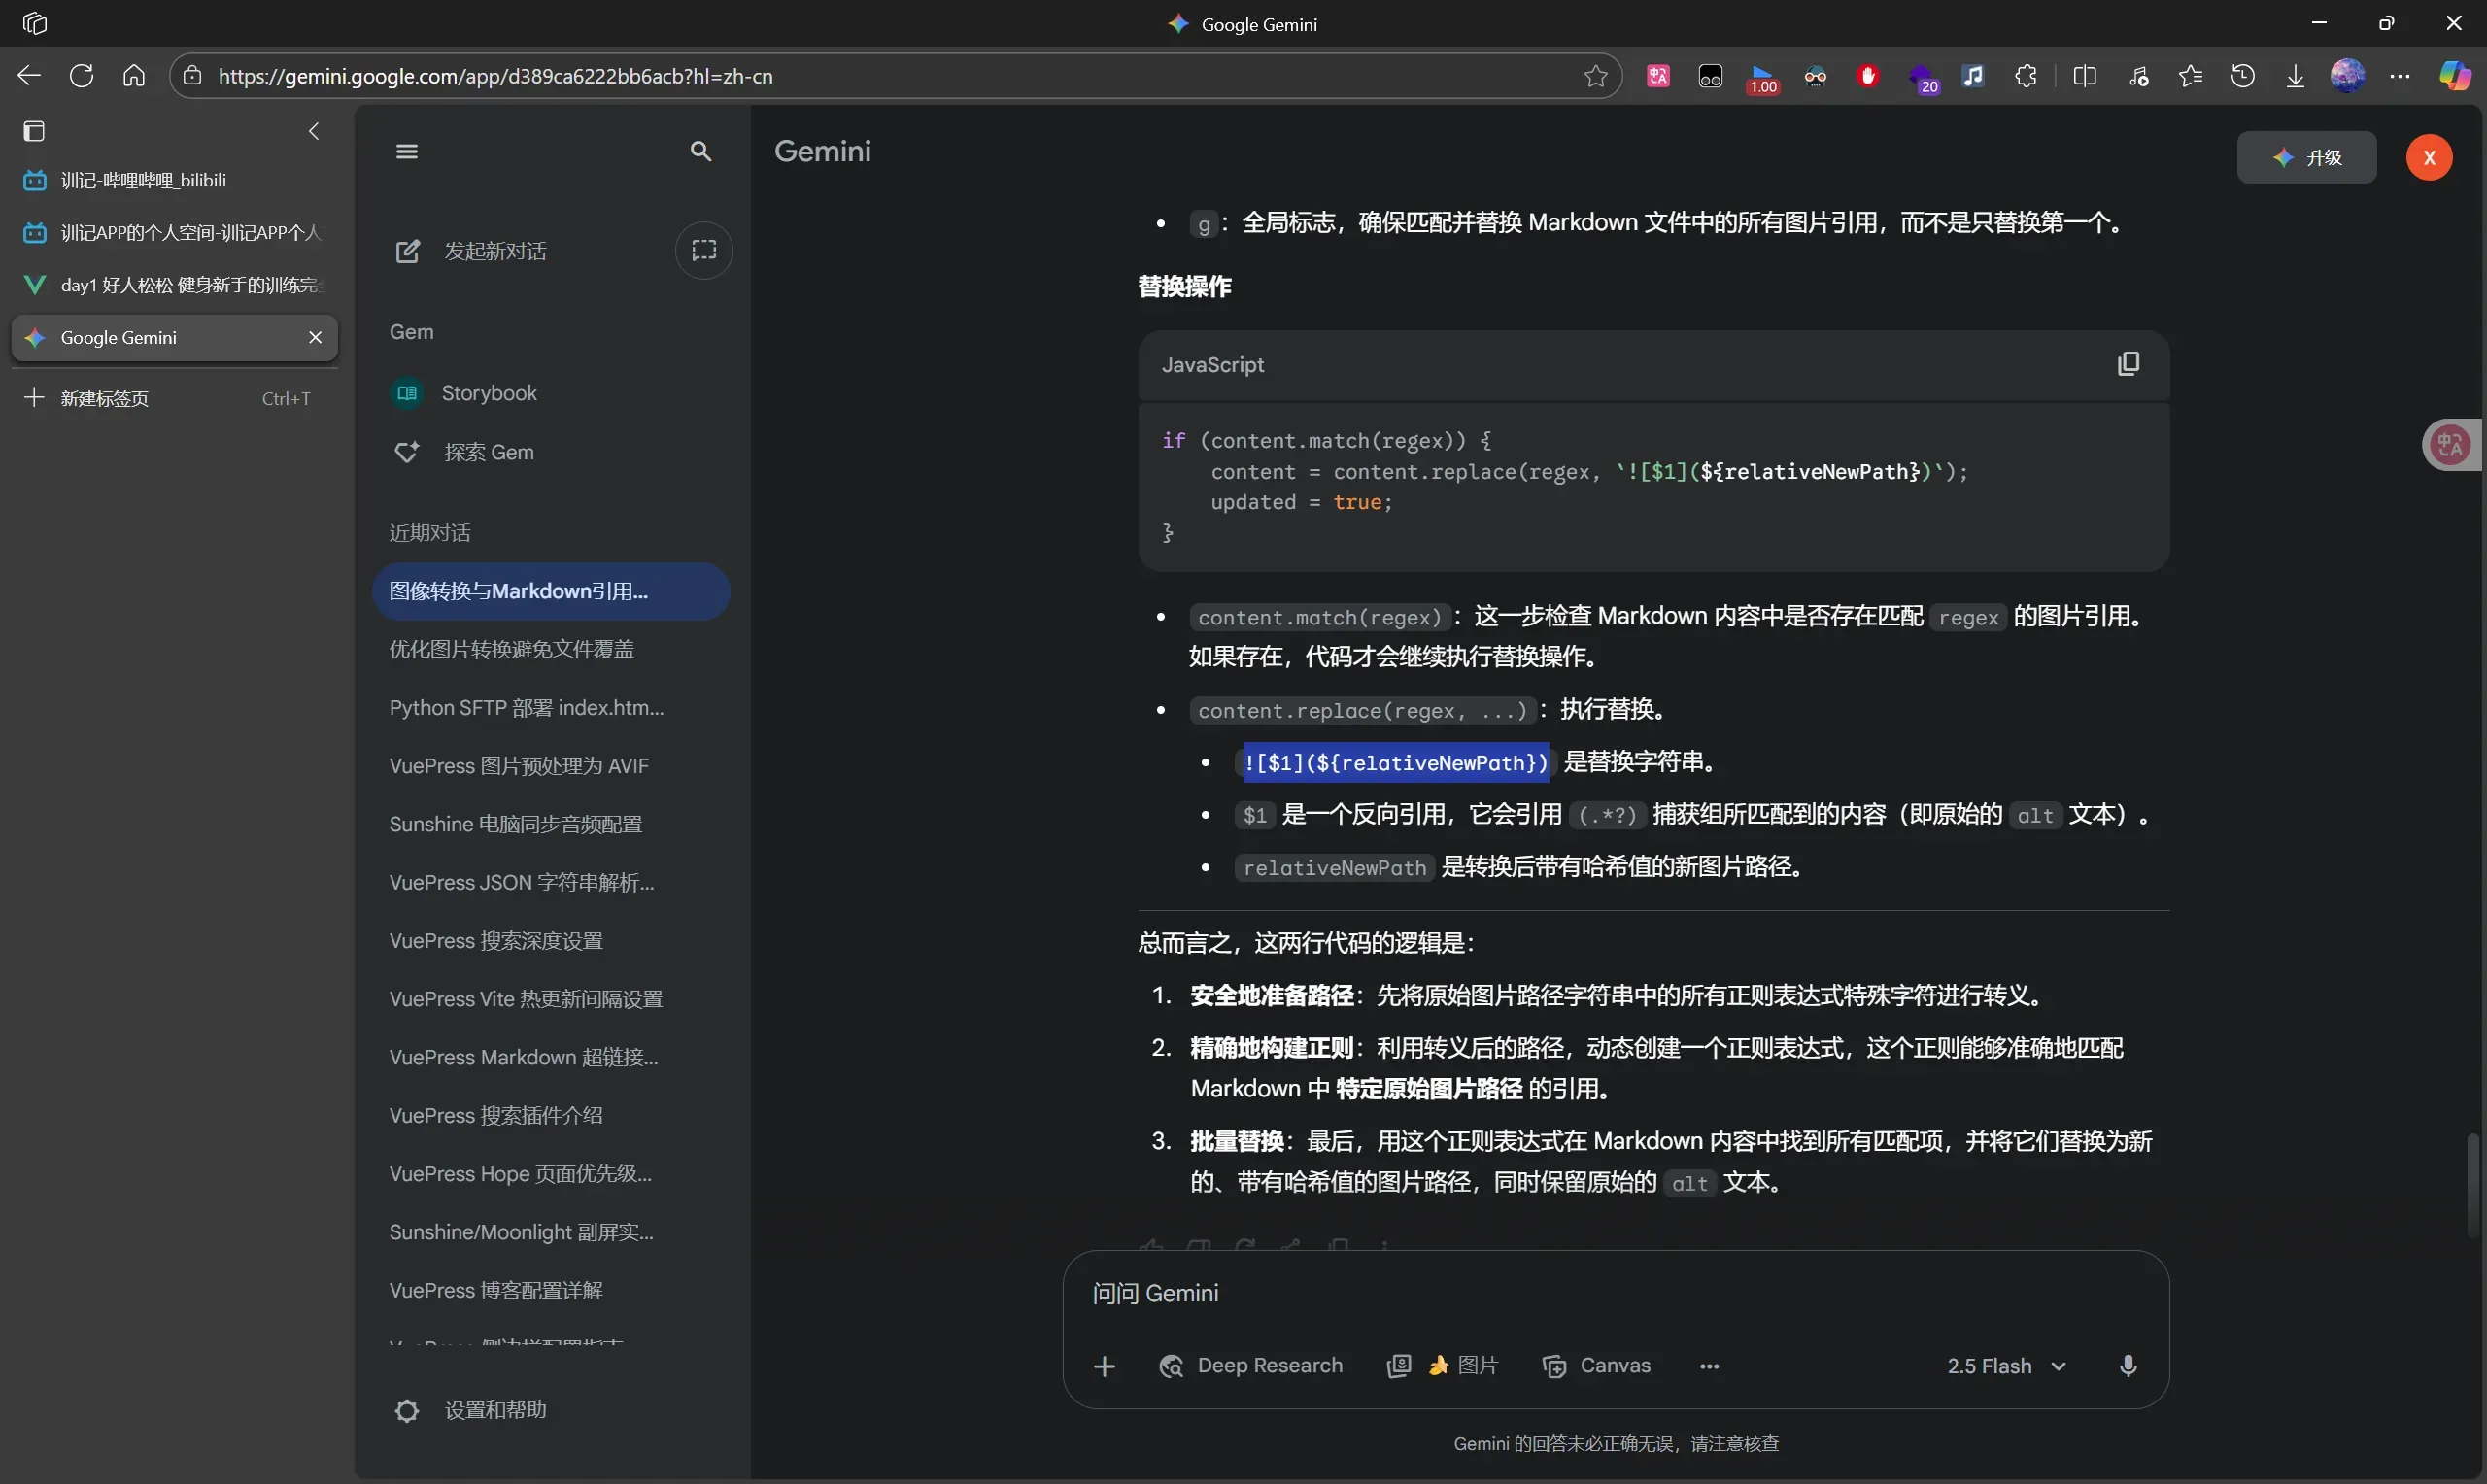 Google Gemini
https://gemini.google.com/app/d389ca6222bb6acb?hl=zh-cn
1.00
20
训记-哔哩哔哩_bilibili
训记APP的个人空间-训记APP个人
day1 好人松松 健身新手的训练完
Google Gemini
新建标签页 Ctrl+T
发起新对话
Gem
Storybook
探索 Gem
近期对话
图像转换与Markdown引用...
优化图片转换避免文件覆盖
Python SFTP 部署 index.htm...
VuePress 图片预处理为 AVIF
Sunshine 电脑同步音频配置
VuePress JSON 字符串解析...
VuePress 搜索深度设置
VuePress Vite 热更新间隔设置
VuePress Markdown 超链接...
VuePress 搜索插件介绍
VuePress Hope 页面优先级...
Sunshine/Moonlight 副屏实...
VuePress 博客配置详解
设置和帮助
Gemini
升级
X
g：全局标志，确保匹配并替换 Markdown 文件中的所有图片引用，而不是只替换第一个。
替换操作
JavaScript
if (content.match(regex)) {
    content = content.replace(regex, `![$1](${relativeNewPath})`);
    updated = true;
}
content.match(regex)：这一步检查 Markdown 内容中是否存在匹配 regex 的图片引用。
如果存在，代码才会继续执行替换操作。
content.replace(regex, ...)：执行替换。
![$1](${relativeNewPath}) 是替换字符串。
$1 是一个反向引用，它会引用 (.*?) 捕获组所匹配到的内容（即原始的 alt 文本）。
relativeNewPath 是转换后带有哈希值的新图片路径。
总而言之，这两行代码的逻辑是：
1. 安全地准备路径：先将原始图片路径字符串中的所有正则表达式特殊字符进行转义。
2. 精确地构建正则：利用转义后的路径，动态创建一个正则表达式，这个正则能够准确地匹配
Markdown 中 特定原始图片路径 的引用。
3. 批量替换：最后，用这个正则表达式在 Markdown 内容中找到所有匹配项，并将它们替换为新
的、带有哈希值的图片路径，同时保留原始的 alt 文本。
问问 Gemini
Deep Research 图片 Canvas 2.5 Flash
Gemini 的回答未必正确无误，请注意核查